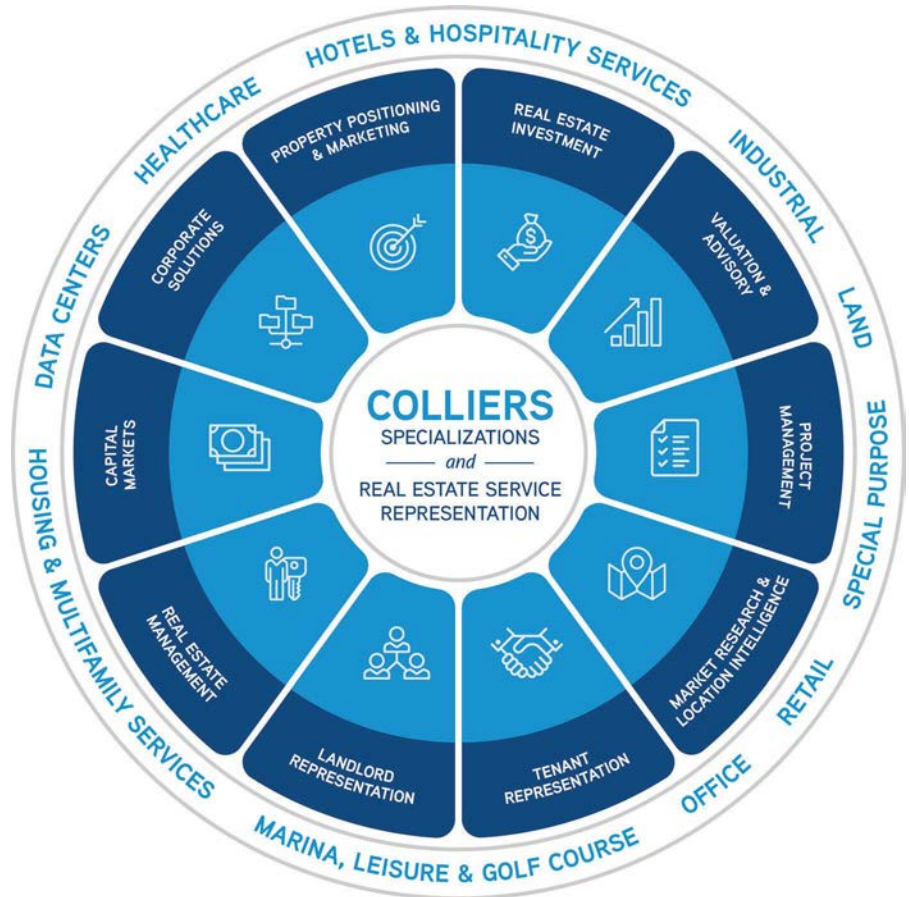 COLLIERS
SPECIALIZATIONS
and
REAL ESTATE SERVICE
REPRESENTATION
REAL ESTATE
INVESTMENT
VALUATION &
ADVISORY
PROJECT
MANAGEMENT
MARKET RESEARCH &
LOCATION INTELLIGENCE
TENANT
REPRESENTATION
LANDLORD
REPRESENTATION
REAL ESTATE
MANAGEMENT
CAPITAL
MARKETS
CORPORATE
SOLUTIONS
PROPERTY POSITIONING
& MARKETING
HOTELS & HOSPITALITY SERVICES
INDUSTRIAL
LAND
SPECIAL PURPOSE
RETAIL
OFFICE
MARINA, LEISURE & GOLF COURSE
HOUSING & MULTIFAMILY SERVICES
DATA CENTERS
HEALTHCARE
$